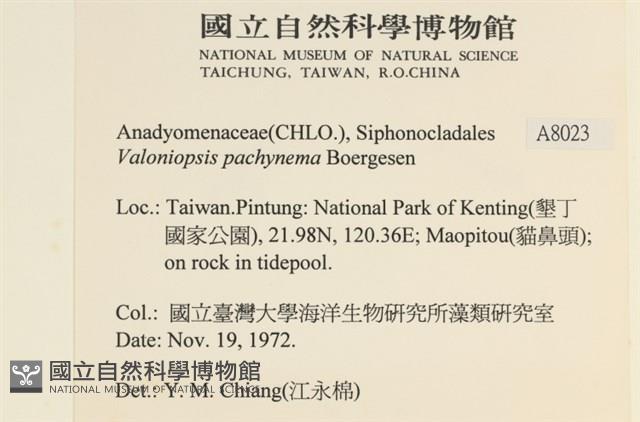 國立自然科學博物館
NATIONAL MUSEUM OF NATURAL SCIENCE
TAICHUNG, TAIWAN, R.O.CHINA
Anadyomenaceae(CHLO.), Siphonocladales
A8023
Valoniopsis pachynema Boergesen
Loc.: Taiwan.Pintung: National Park of Kenting(墾丁
國家公園), 21.98N, 120.36E; Maopitou(貓鼻頭);
on rock in tidepool.
Col.: 國立臺灣大學海洋生物研究所藻類研究室
Date: Nov. 19, 1972.
國立自然科學博物館
NATIONAL MUSEUM OF NATURAL SCIENCE
Det.: Y. M. Chiang(江永棉)